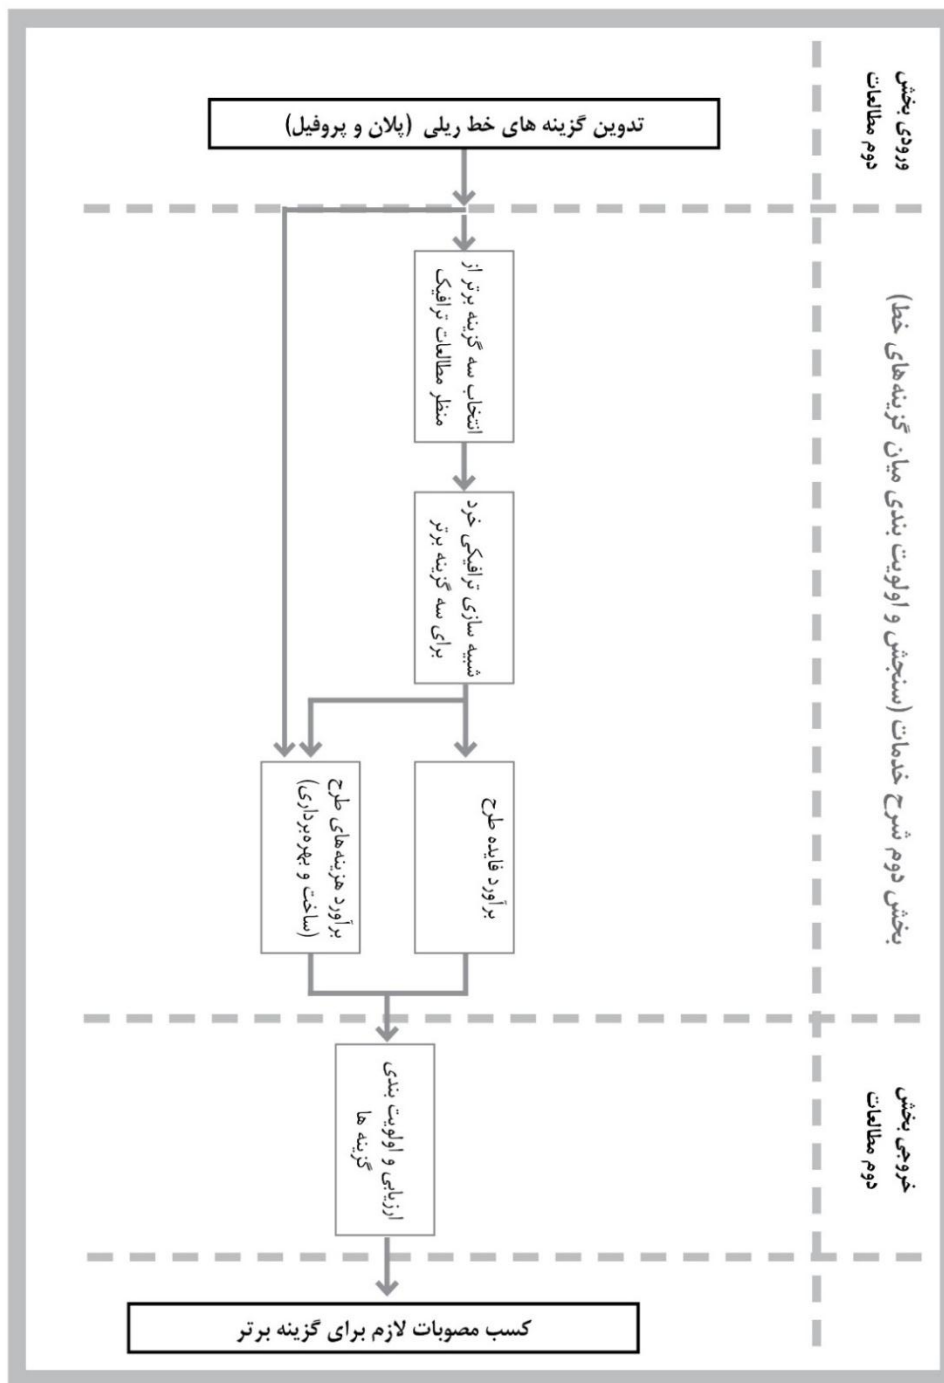 ورودی بخش
دوم مطالعات
تدوین گزینه های خط ریلی (پلان و پروفیل)
بخش دوم شرح خدمات (سنجش و اولویت بندی میان گزینه‌های خط)
انتخاب سه گزینه برتر از
منظر مطالعات ترافیک
شبیه سازی ترافیکی خرد
برای سه گزینه برتر
برآورد فایده طرح
برآورد هزینه‌های طرح
(ساخت و بهره‌برداری)
خروجی بخش
دوم مطالعات
ارزیابی و اولویت بندی
گزینه ها
کسب مصوبات لازم برای گزینه برتر